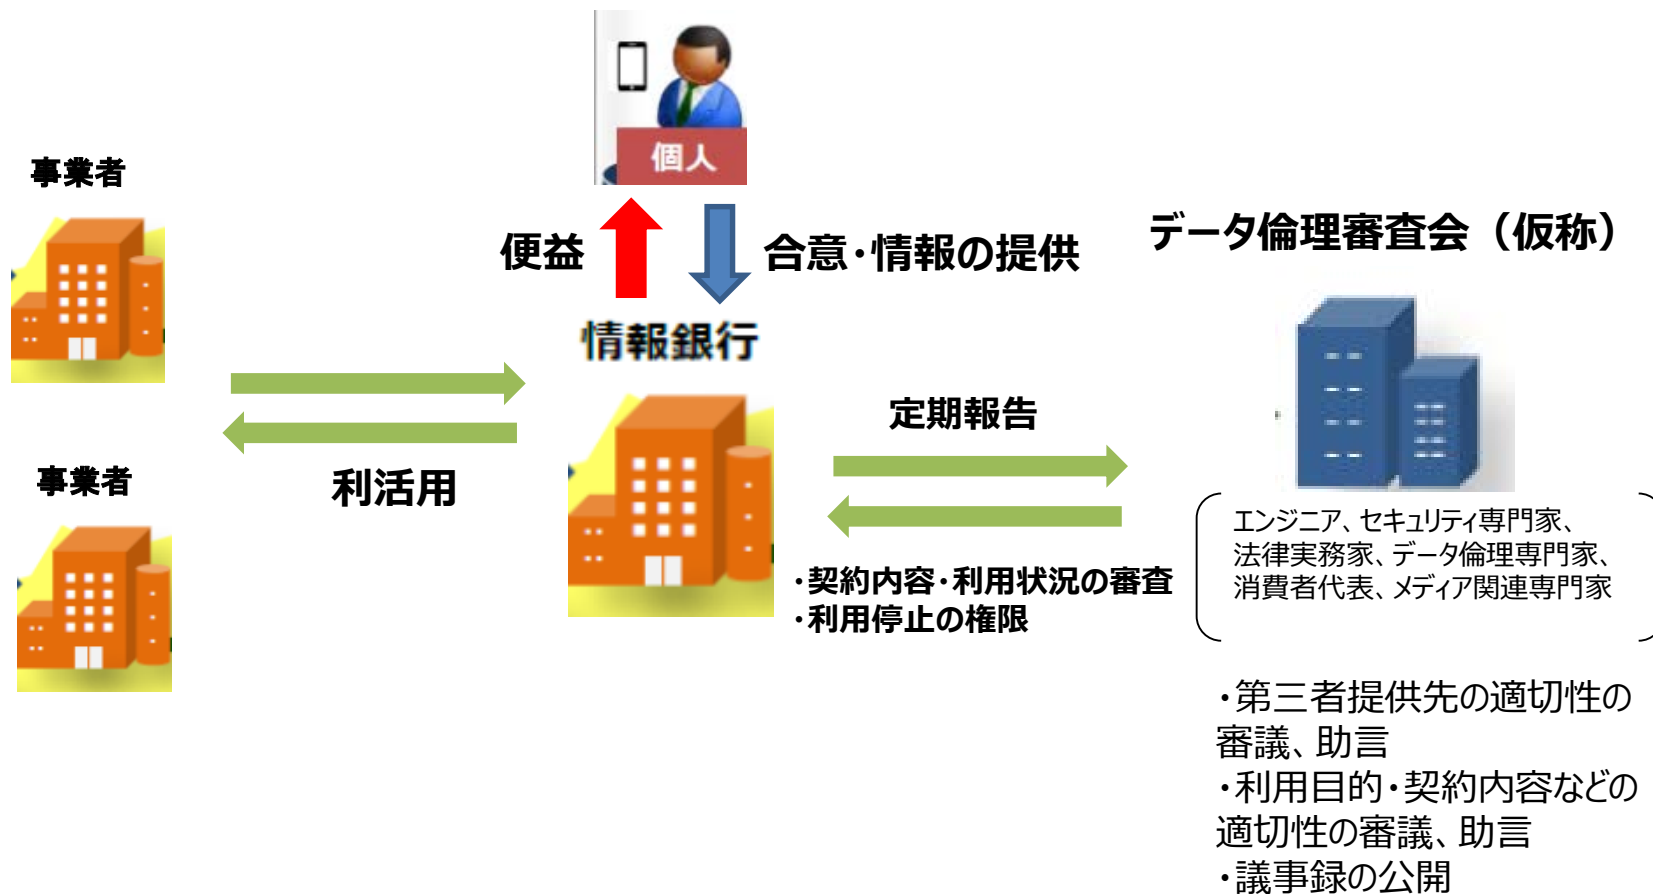 個人
事業者
便益
合意・情報の提供
データ倫理審査会（仮称）
情報銀行
定期報告
事業者
利活用
・契約内容・利用状況の審査
・利用停止の権限
エンジニア、セキュリティ専門家、
法律実務家、データ倫理専門家、
消費者代表、メディア関連専門家
・第三者提供先の適切性の
審議、助言
・利用目的・契約内容などの
適切性の審議、助言
・議事録の公開